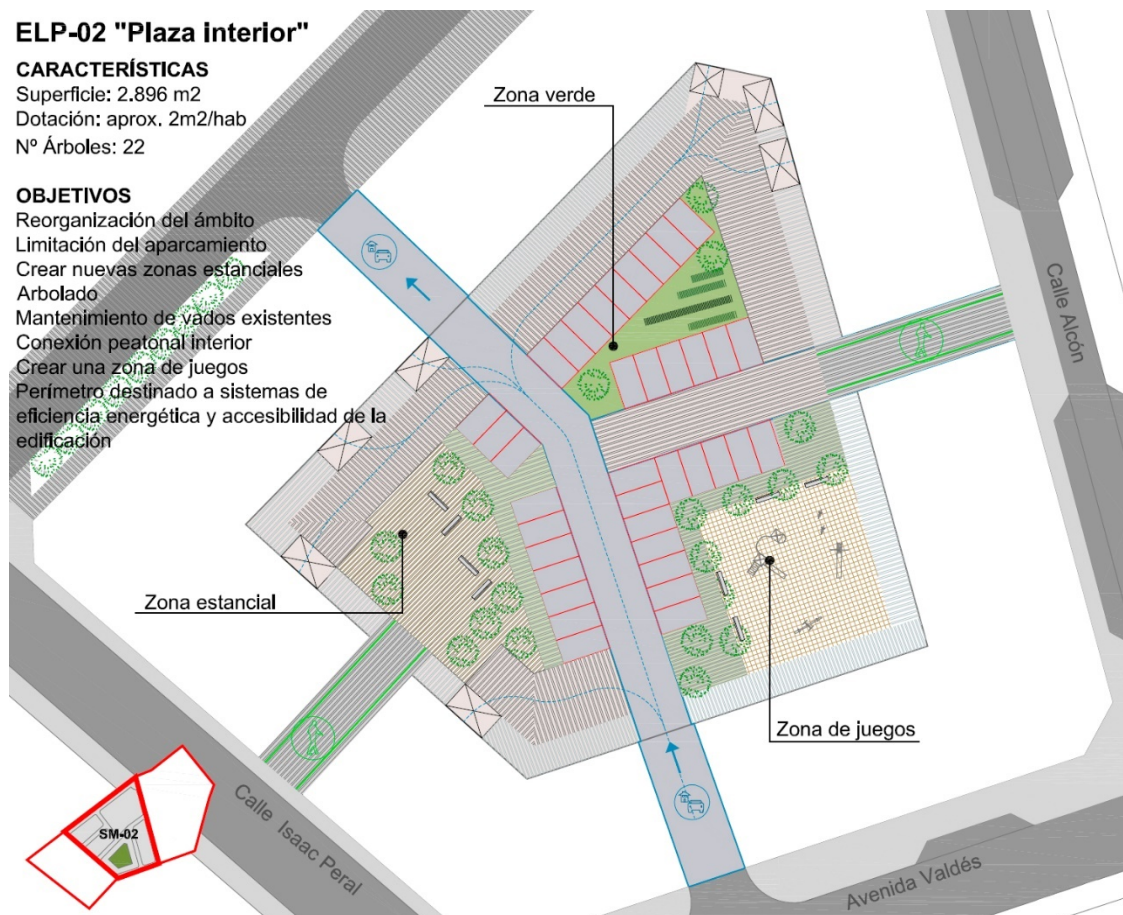 ELP-02 "Plaza interior"
CARACTERÍSTICAS
Superficie: 2.896 m2
Dotación: aprox. 2m2/hab
Nº Árboles: 22
OBJETIVOS
Reorganización del ámbito
Limitación del aparcamiento
Crear nuevas zonas estanciales
Arbolado
Mantenimiento de vados existentes
Conexión peatonal interior
Crear una zona de juegos
Perímetro destinado a sistemas de
eficiencia energética y accesibilidad de la
edificación
Zona verde
Calle Alcón
Zona estancial
Zona de juegos
Calle Isaac Peral
SM-02
Avenida Valdés